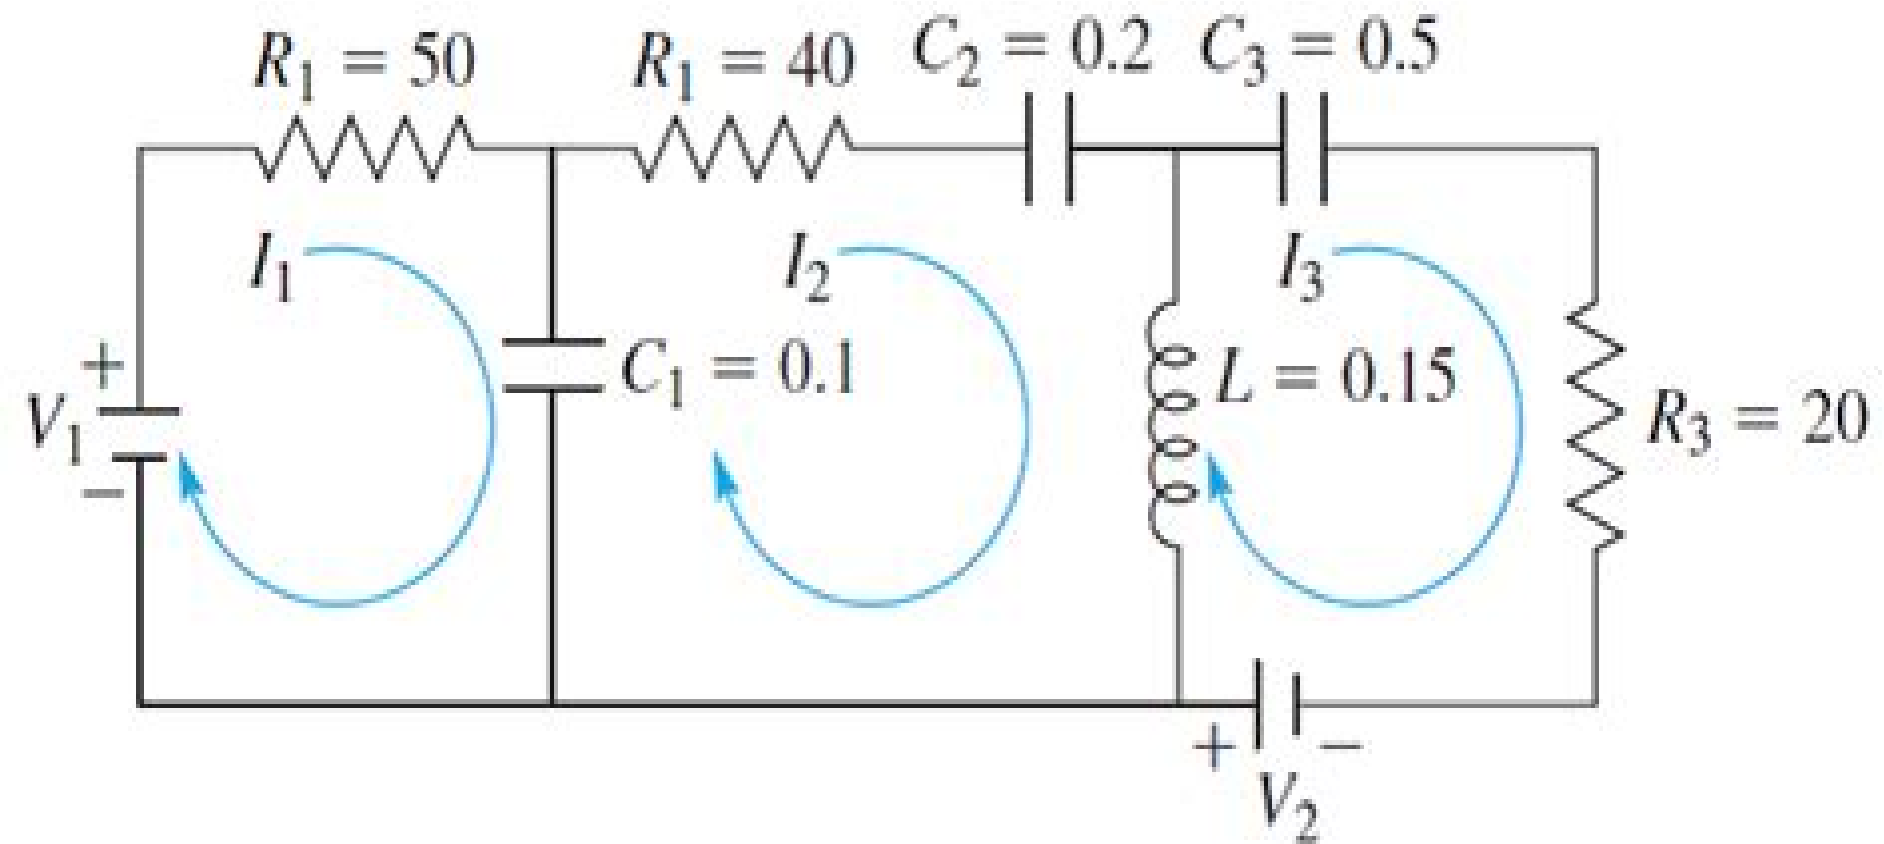 R₁ = 50 R₁ = 40 C₂ = 0.2 C₃ = 0.5
I₁ I₂ I₃
+
V₁ C₁ = 0.1 L = 0.15 R₃ = 20
−
+ −
V₂